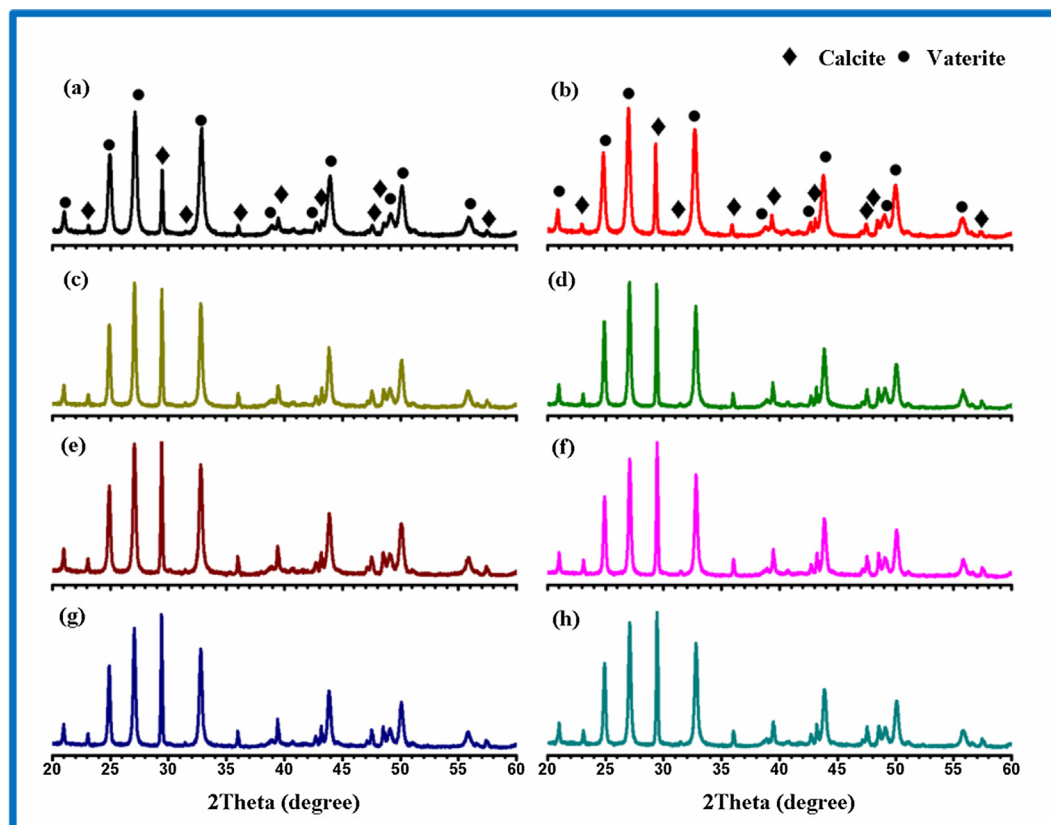 ◆ Calcite ● Vaterite
(a)
(b)
(c)
(d)
(e)
(f)
(g)
(h)
20 25 30 35 40 45 50 55 60
20 25 30 35 40 45 50 55 60
2Theta (degree)
2Theta (degree)